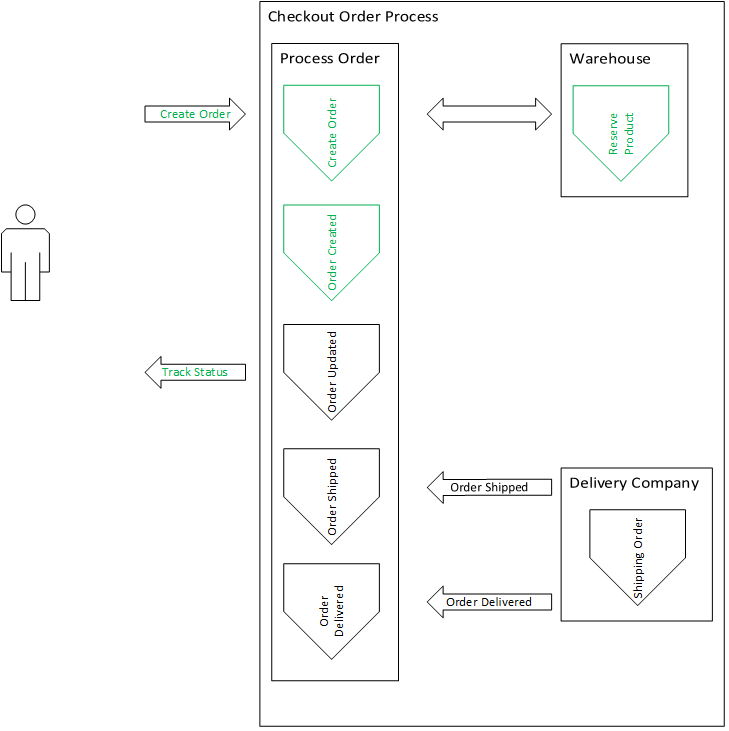 Checkout Order Process
Process Order
Warehouse
Create Order
Create Order
Reserve
Product
Order Created
Order Updated
Track Status
Order Shipped
Order Shipped
Delivery Company
Shipping Order
Order
Delivered
Order Delivered